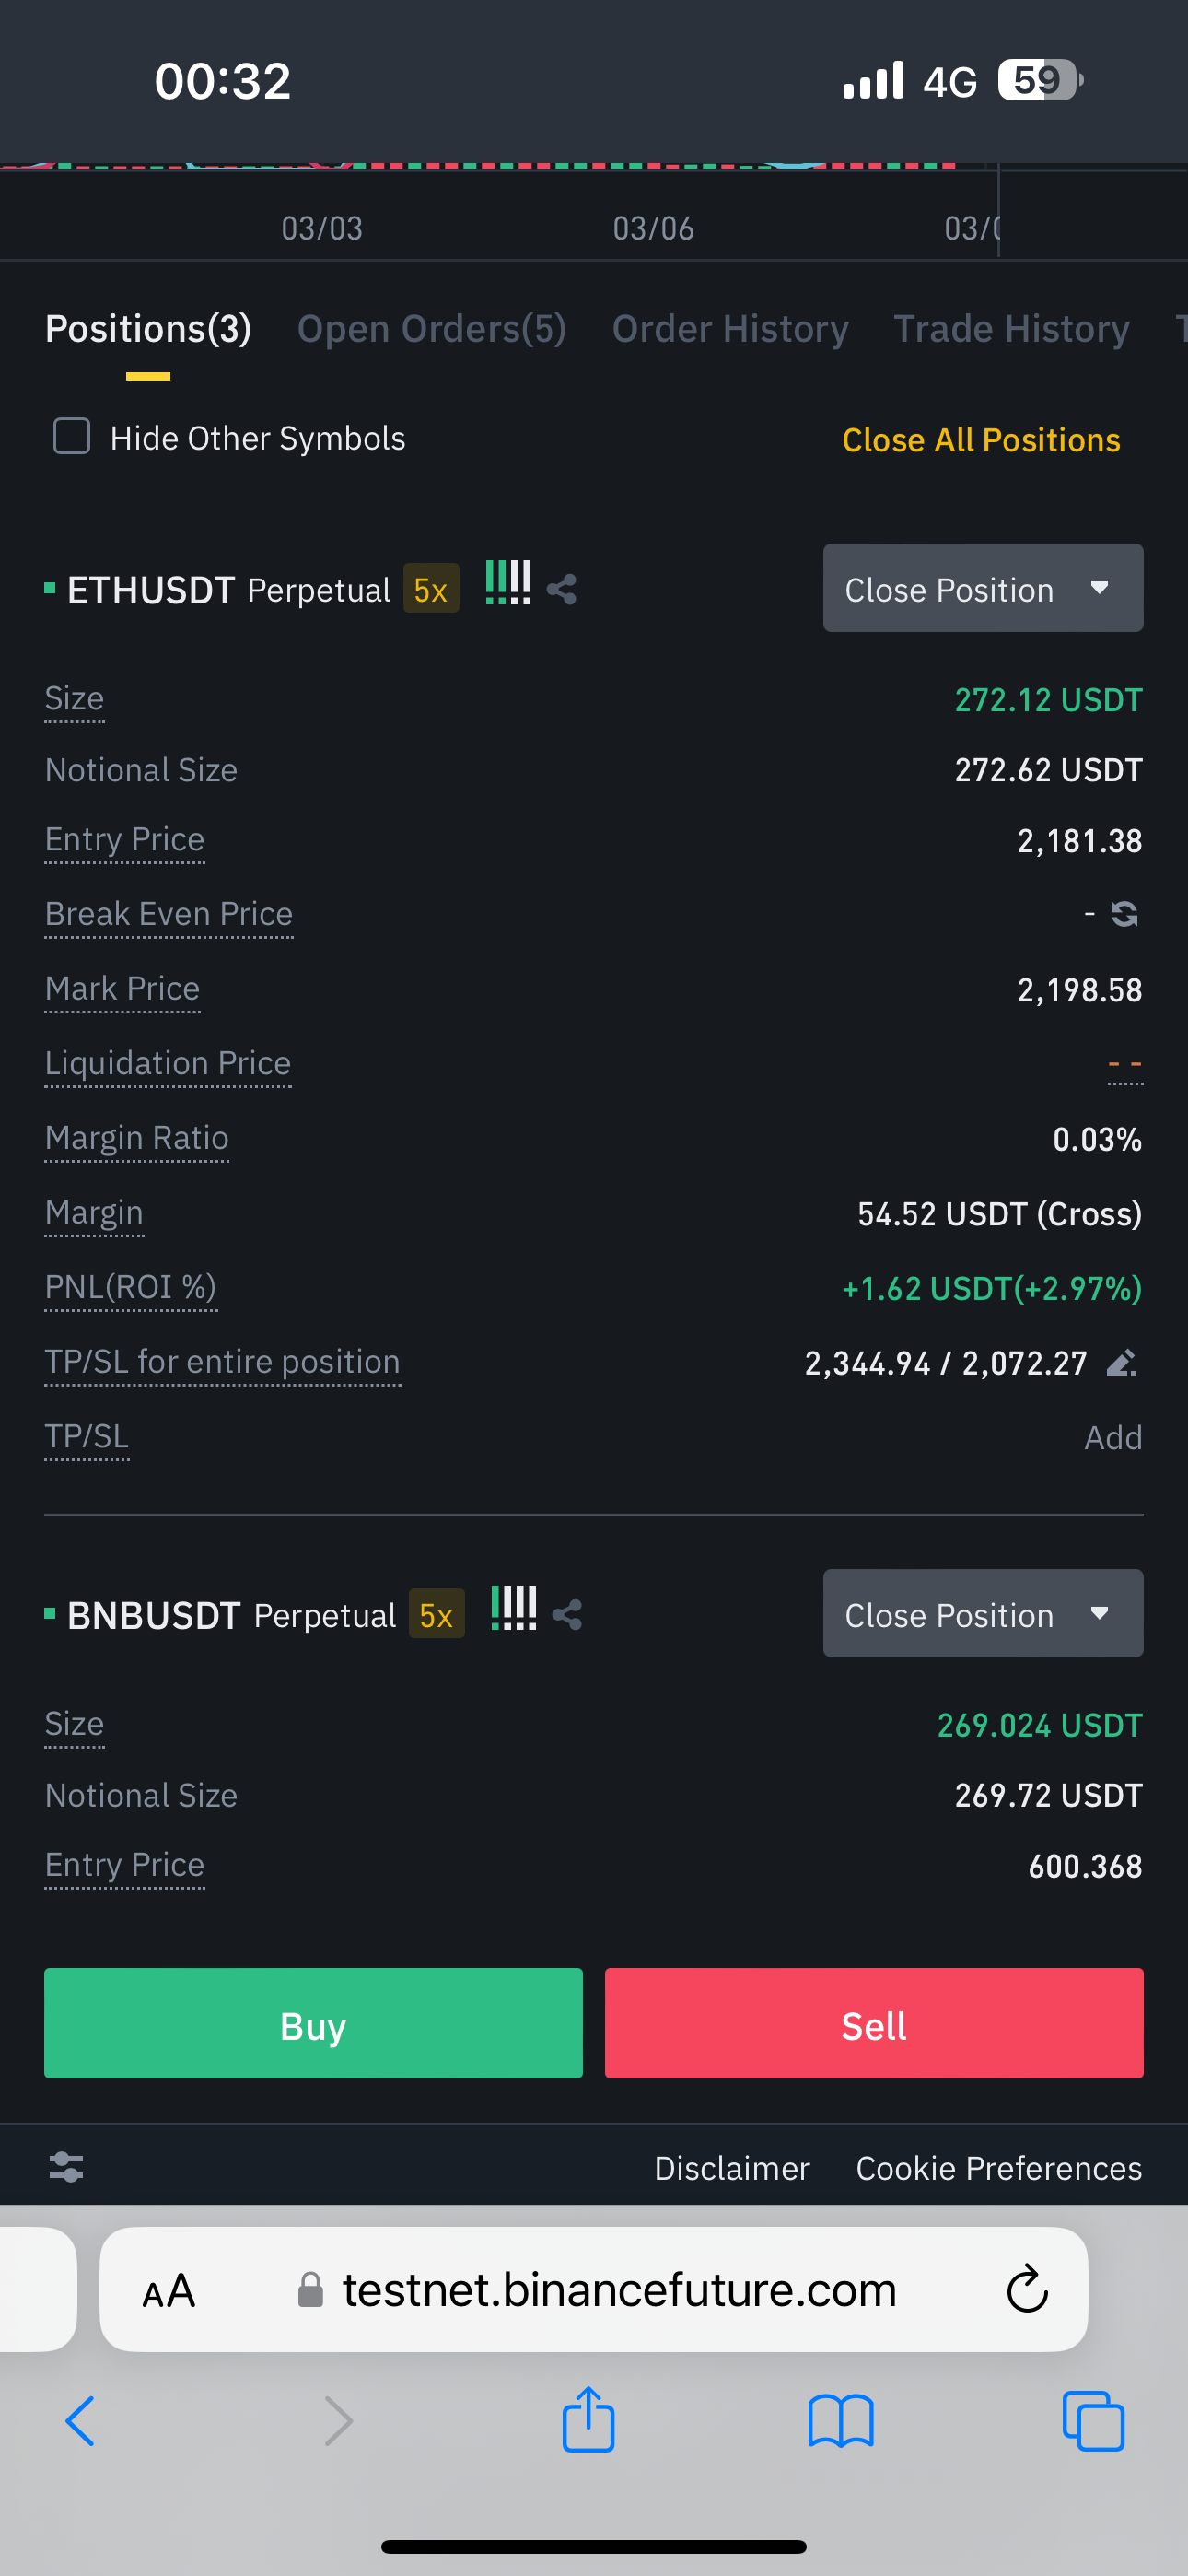 00:32 4G 59
03/03 03/06
Positions(3) Open Orders(5) Order History Trade History
Hide Other Symbols Close All Positions
ETHUSDT Perpetual 5x Close Position
Size 272.12 USDT
Notional Size 272.62 USDT
Entry Price 2,181.38
Break Even Price -
Mark Price 2,198.58
Liquidation Price - -
Margin Ratio 0.03%
Margin 54.52 USDT (Cross)
PNL(ROI %) +1.62 USDT(+2.97%)
TP/SL for entire position 2,344.94 / 2,072.27
TP/SL Add
BNBUSDT Perpetual 5x Close Position
Size 269.024 USDT
Notional Size 269.72 USDT
Entry Price 600.368
Buy Sell
Disclaimer Cookie Preferences
AA testnet.binancefuture.com